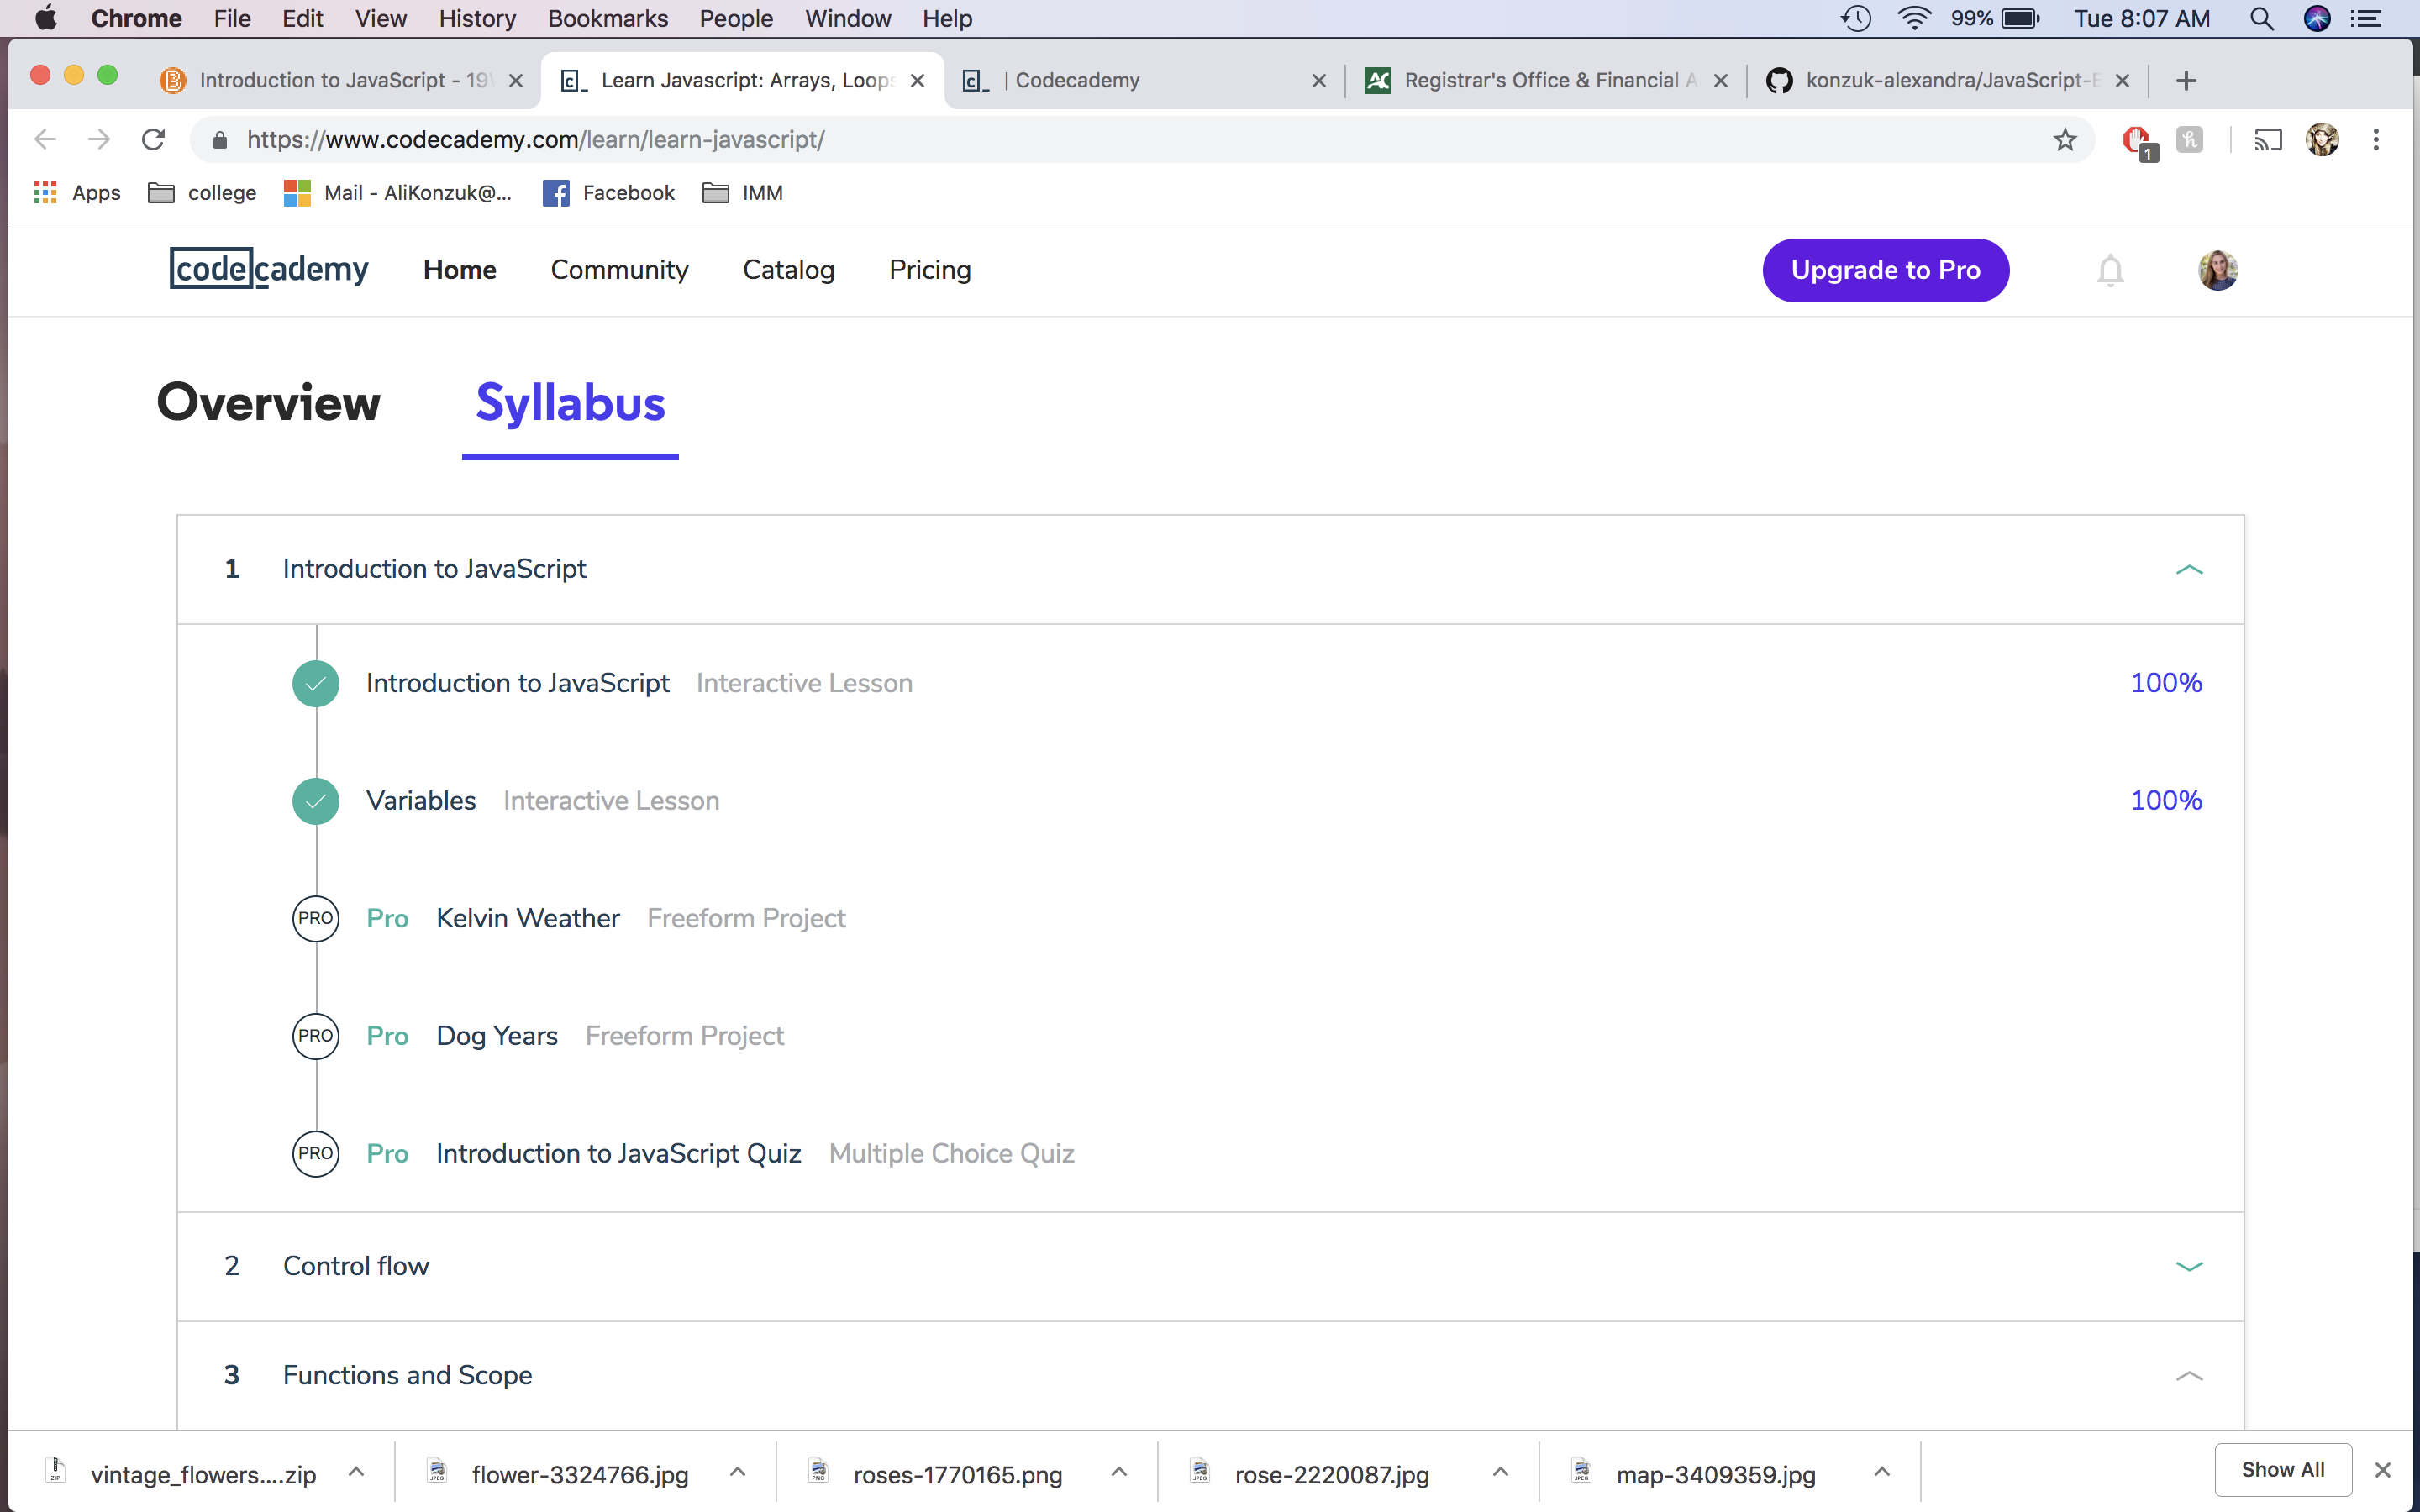 Chrome File Edit View History Bookmarks People Window Help 99% Tue 8:07 AM
Introduction to JavaScript - 19 Learn Javascript: Arrays, Loops | Codecademy Registrar's Office & Financial A konzuk-alexandra/JavaScript-E
https://www.codecademy.com/learn/learn-javascript/ 1
Apps college Mail - AliKonzuk@... Facebook IMM
codecademy Home Community Catalog Pricing Upgrade to Pro
Overview Syllabus
1 Introduction to JavaScript
Introduction to JavaScript Interactive Lesson 100%
Variables Interactive Lesson 100%
PRO Pro Kelvin Weather Freeform Project
PRO Pro Dog Years Freeform Project
PRO Pro Introduction to JavaScript Quiz Multiple Choice Quiz
2 Control flow
3 Functions and Scope
vintage_flowers....zip flower-3324766.jpg roses-1770165.png rose-2220087.jpg map-3409359.jpg Show All